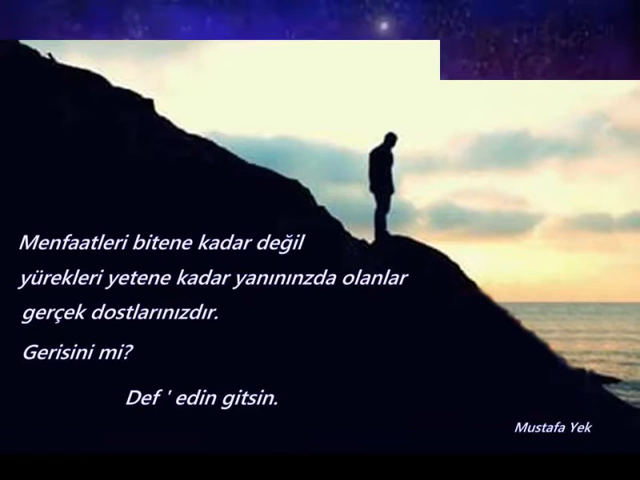 Menfaatleri bitene kadar değil
yürekleri yetene kadar yanınınzda olanlar
gerçek dostlarınızdır.
Gerisini mi?
Def ' edin gitsin.
Mustafa Yek